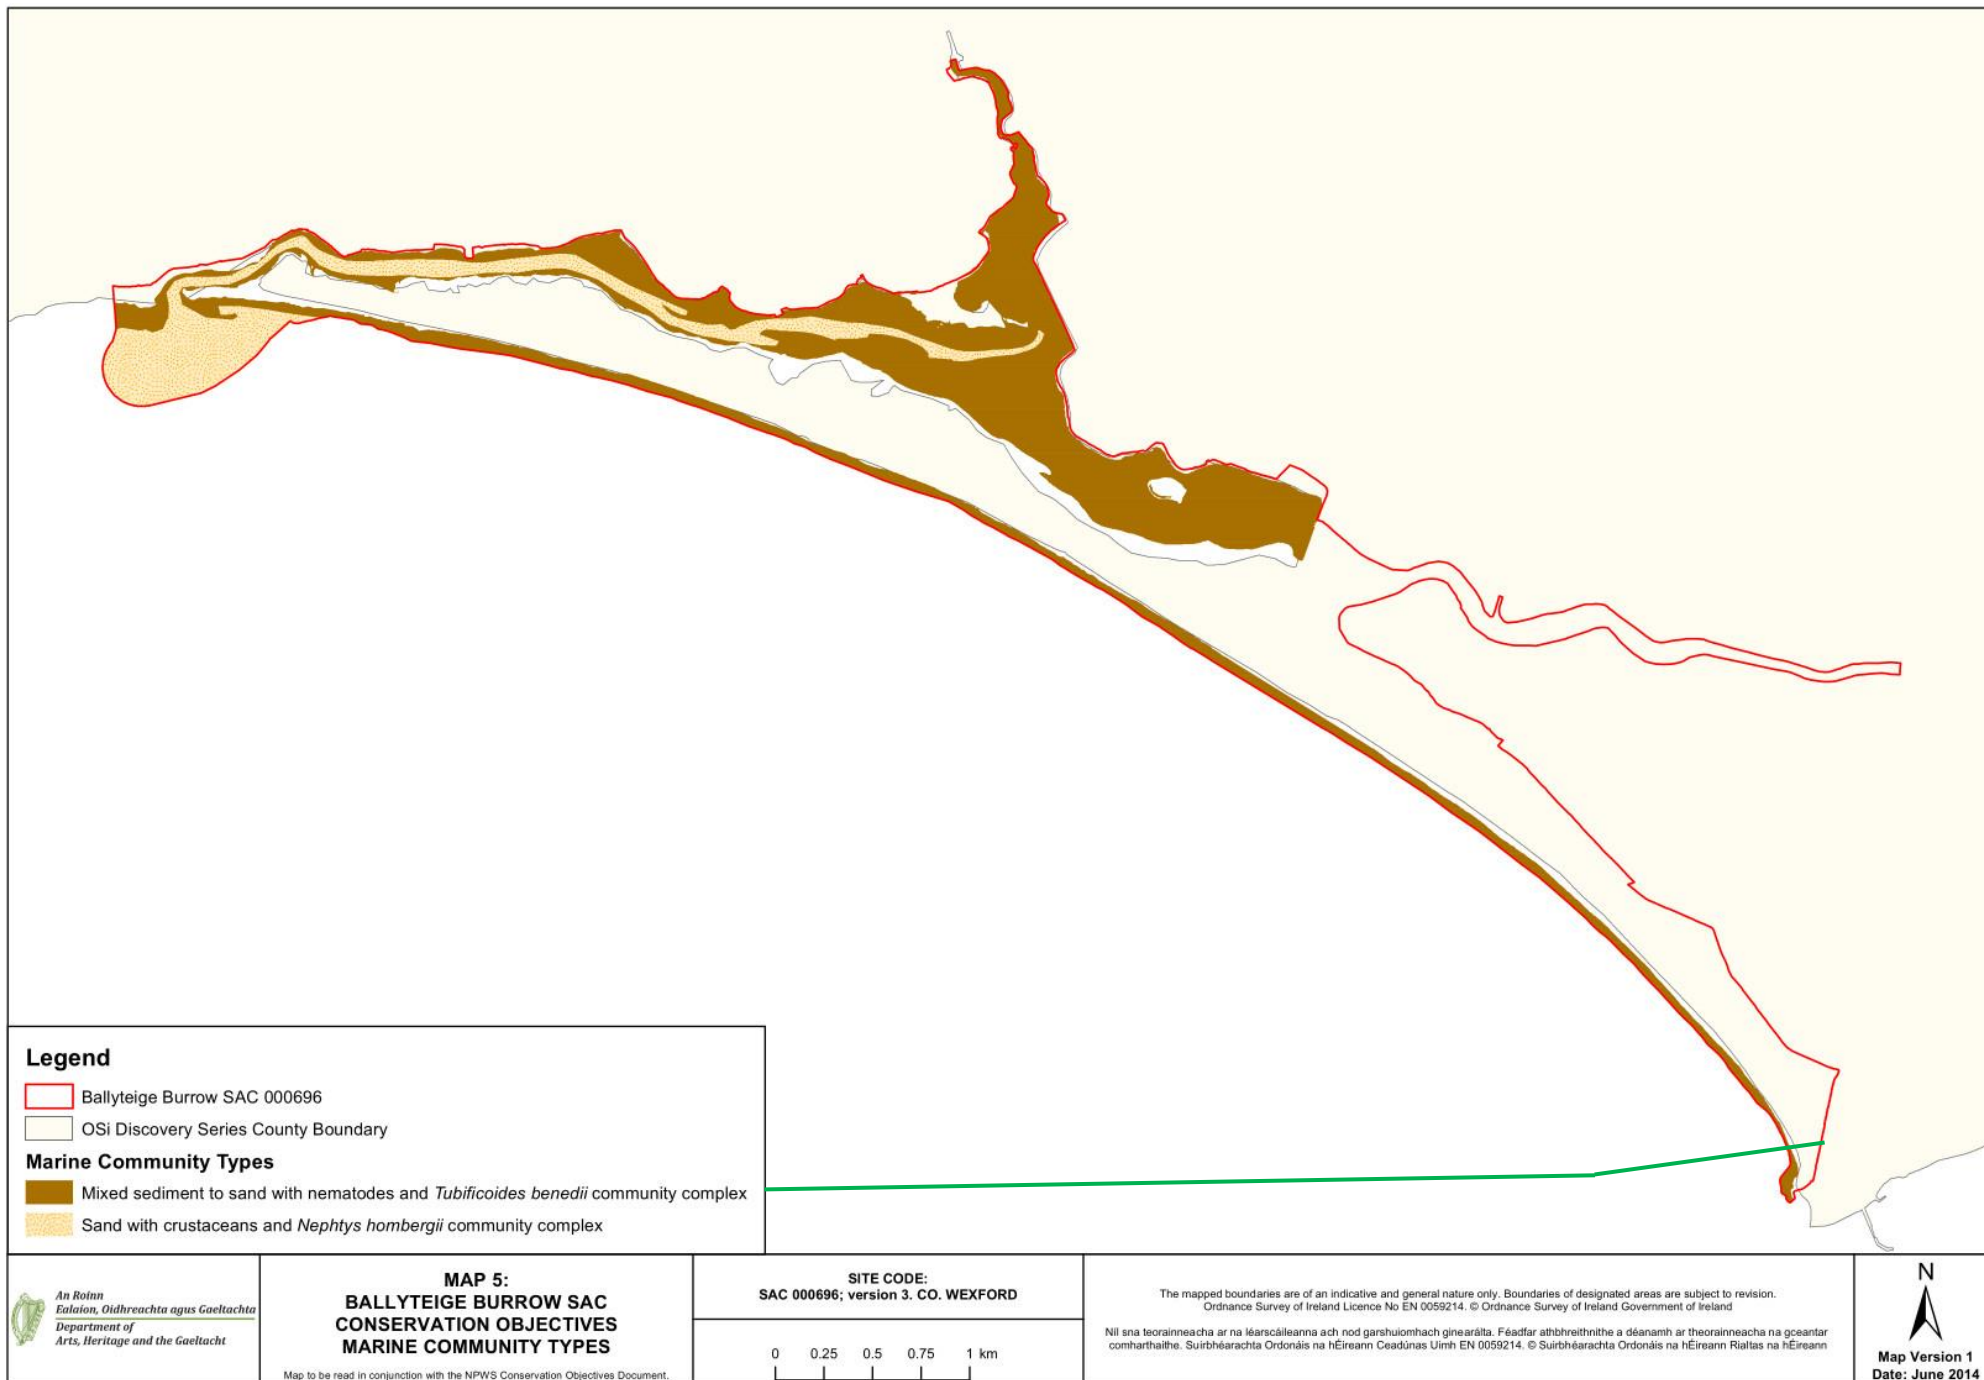 Legend
Ballyteige Burrow SAC 000696
OSi Discovery Series County Boundary
Marine Community Types
Mixed sediment to sand with nematodes and Tubificoides benedii community complex
Sand with crustaceans and Nephtys hombergii community complex
An Roinn
Ealaíon, Oidhreachta agus Gaeltachta
Department of
Arts, Heritage and the Gaeltacht
MAP 5:
BALLYTEIGE BURROW SAC
CONSERVATION OBJECTIVES
MARINE COMMUNITY TYPES
Map to be read in conjunction with the NPWS Conservation Objectives Document.
SITE CODE:
SAC 000696; version 3. CO. WEXFORD
0 0.25 0.5 0.75 1 km
The mapped boundaries are of an indicative and general nature only. Boundaries of designated areas are subject to revision.
Ordnance Survey of Ireland Licence No EN 0059214. © Ordnance Survey of Ireland Government of Ireland
Níl sna teorainneacha ar na léarscáileanna ach nod garshuiomhach ginearálta. Féadfar athbhreithnithe a déanamh ar theorainneacha na gceantar
comharthaithe. Suirbhéarachta Ordonáis na hÉireann Ceadúnas Uimh EN 0059214. © Suirbhéarachta Ordonáis na hÉireann Rialtas na hÉireann
N
Map Version 1
Date: June 2014